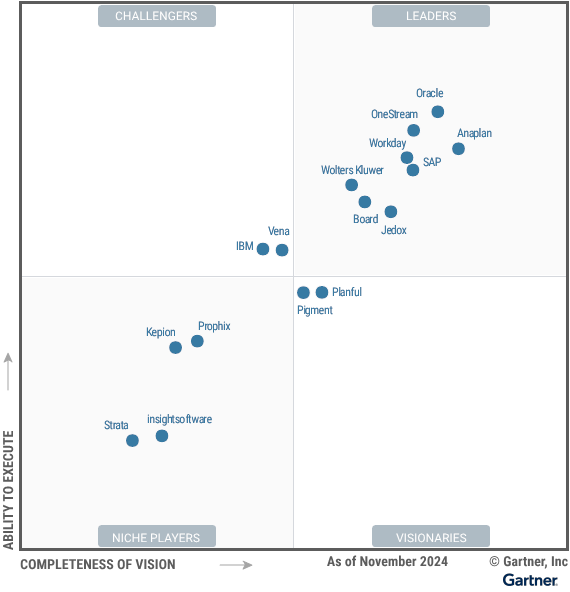 CHALLENGERS
LEADERS
Oracle
OneStream
Anaplan
Workday
SAP
Wolters Kluwer
Board
Jedox
Vena
IBM
Planful
Pigment
Prophix
Kepion
insightsoftware
Strata
ABILITY TO EXECUTE
NICHE PLAYERS
VISIONARIES
COMPLETENESS OF VISION
As of November 2024
© Gartner, Inc
Gartner